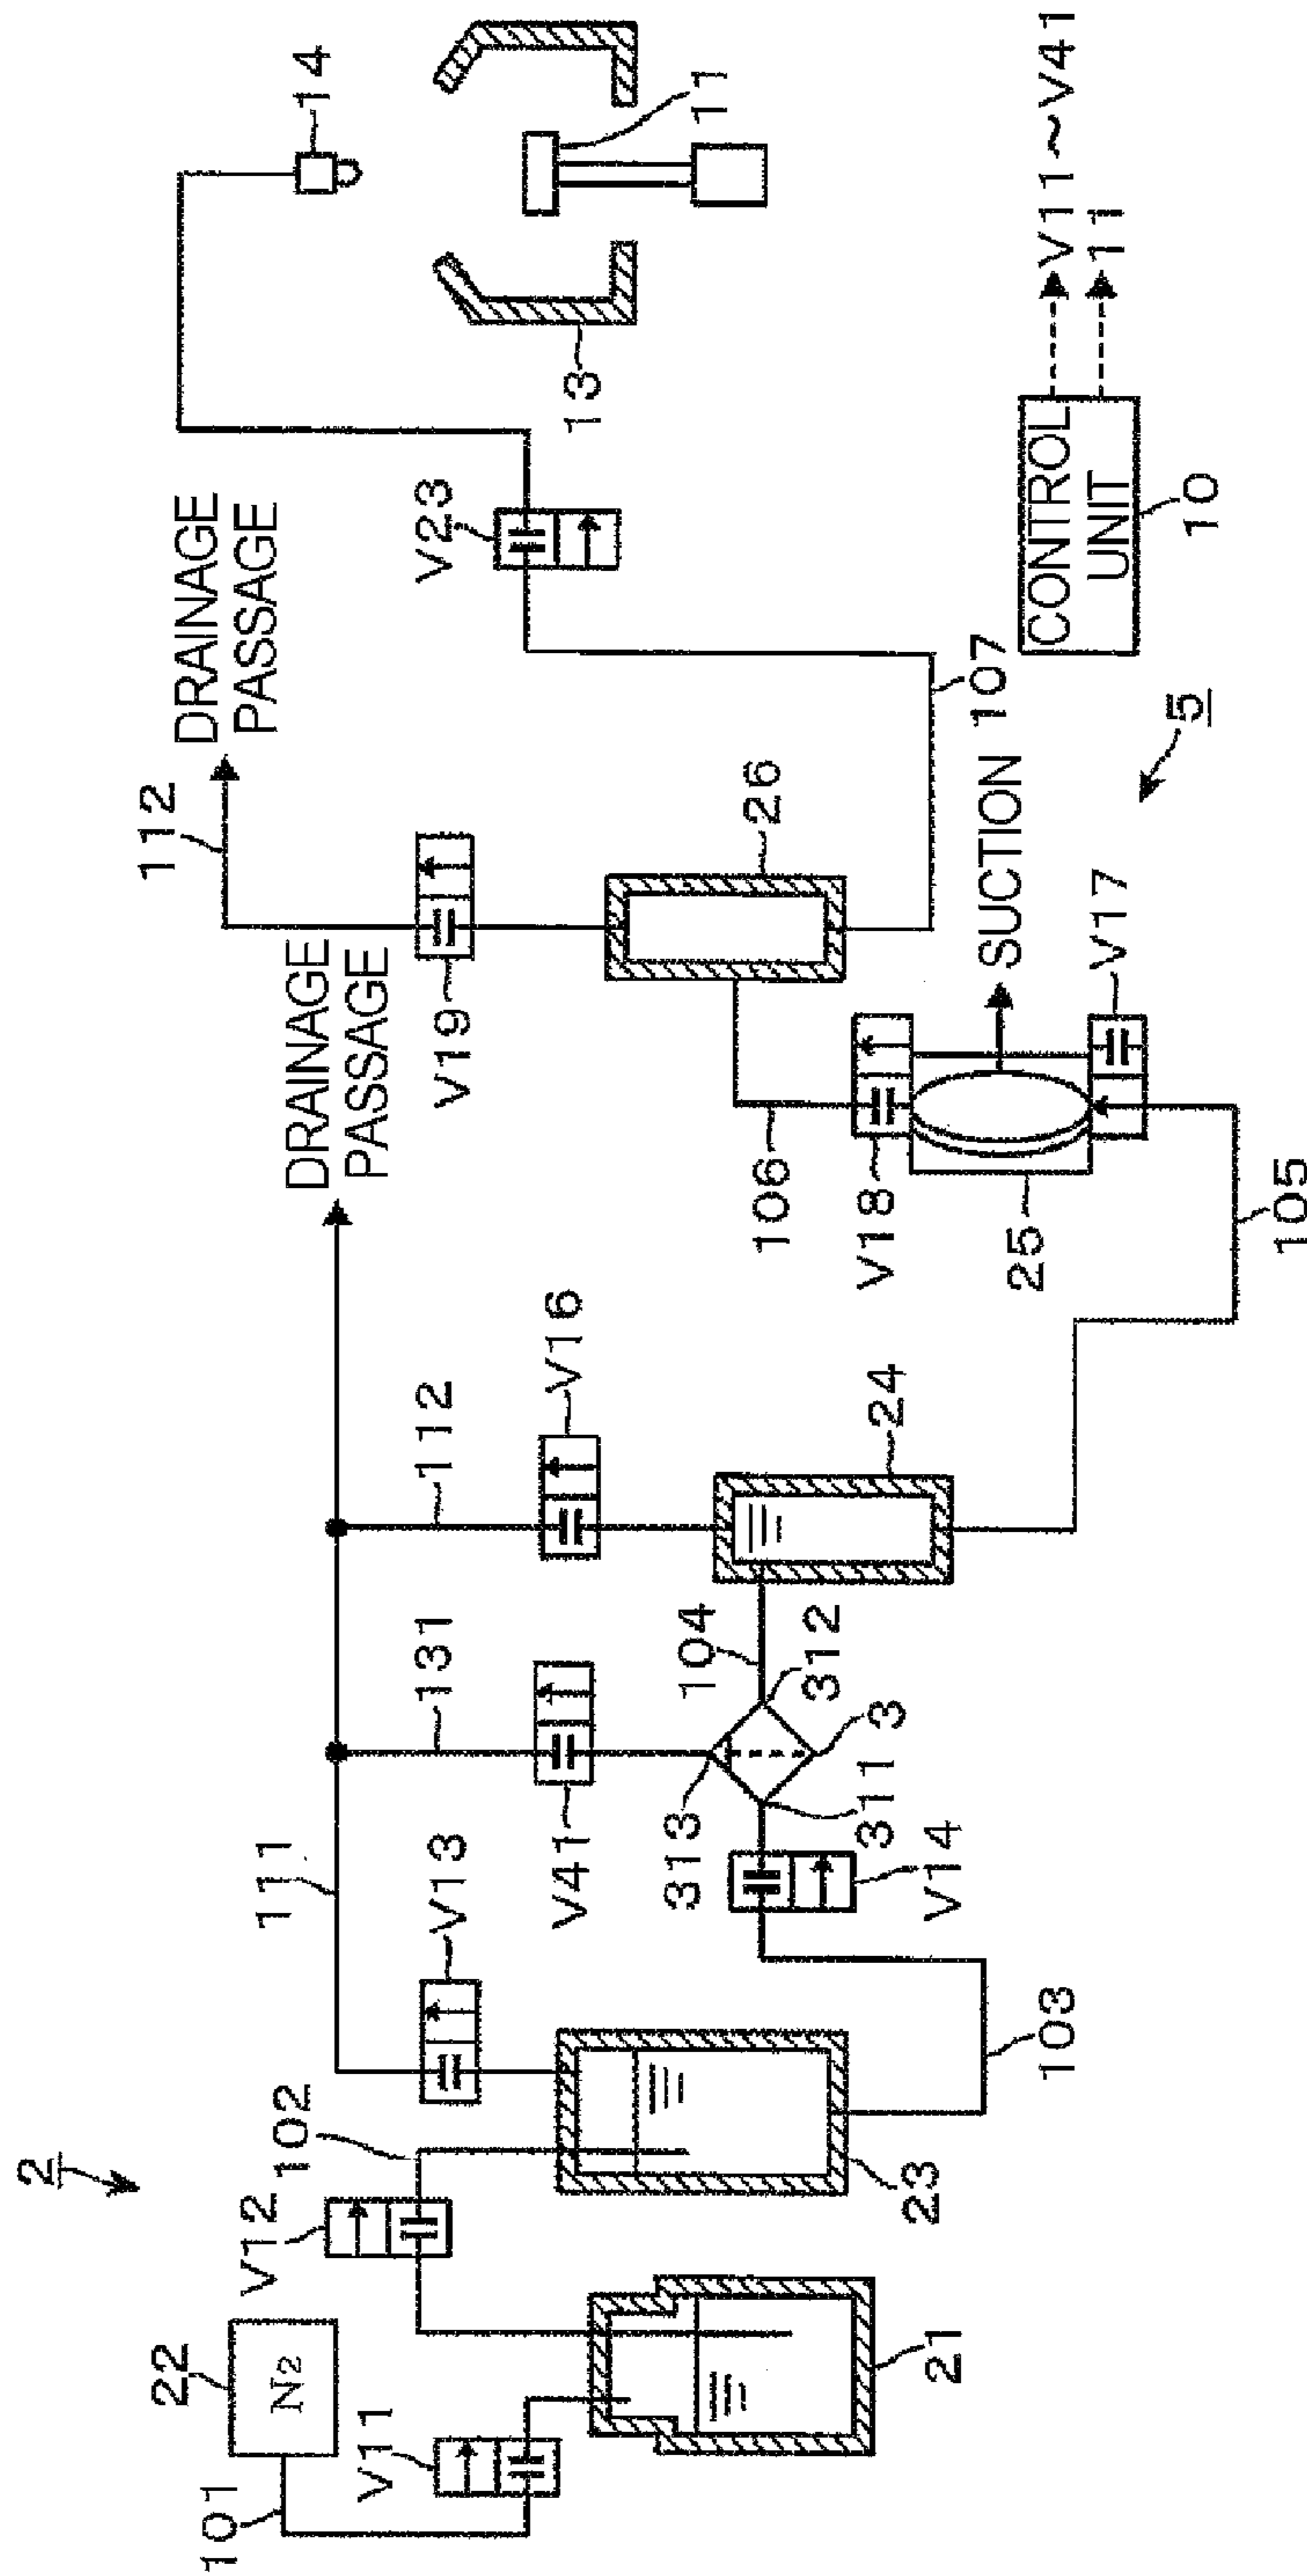 2
22
N2
101
V11
21
V12
102
23
111
V13
103
131
V41
313
311
V14
3
312
104
112
V16
24
DRAINAGE
PASSAGE
105
25
V18
106
V17
SUCTION
26
V19
112
DRAINAGE
PASSAGE
107
5
V23
13
14
11
CONTROL
UNIT
10
V11~V41
11